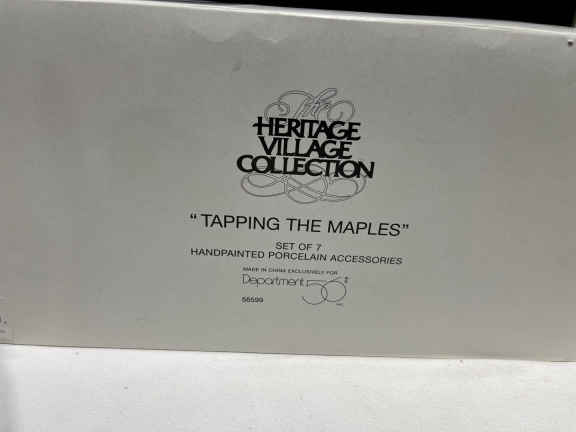 The
HERITAGE
VILLAGE
COLLECTION
“TAPPING THE MAPLES”
SET OF 7
HANDPAINTED PORCELAIN ACCESSORIES
MADE IN CHINA EXCLUSIVELY FOR
Department 56
56599